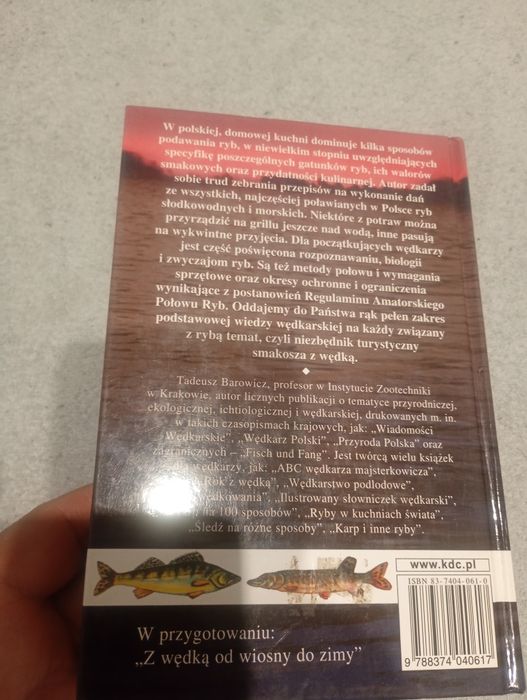 W polskiej, domowej kuchni dominuje kilka sposobów
podawania ryb, w niewielkim stopniu uwzględniających
specyfikę poszczególnych gatunków ryb, ich walorów
smakowych oraz przydatności kulinarnej. Autor zadał
sobie trud zebrania przepisów na wykonanie dań
ze wszystkich, najczęściej poławianych w Polsce ryb
słodkowodnych i morskich. Niektóre z potraw można
przyrządzić na grillu jeszcze nad wodą, inne pasują
na wykwintne przyjęcia. Dla początkujących wędkarzy
jest część poświęcona rozpoznawaniu, biologii
i zwyczajom ryb. Są też metody połowu i wymagania
sprzętowe oraz okresy ochronne i ograniczenia
wynikające z postanowień Regulaminu Amatorskiego
Połowu Ryb. Oddajemy do Państwa rąk pełen zakres
podstawowej wiedzy wędkarskiej na każdy związany
z rybą temat, czyli niezbędnik turystyczny
smakosza z wędką.
Tadeusz Barowicz, profesor w Instytucie Zootechniki
w Krakowie, autor licznych publikacji o tematyce przyrodniczej,
ekologicznej, ichtiologicznej i wędkarskiej, drukowanych m. in.
w takich czasopismach krajowych, jak: „Wiadomości
Wędkarskie”, „Wędkarz Polski”, „Przyroda Polska” oraz
zagranicznych – „Fisch und Fang”. Jest twórcą wielu książek
dla wędkarzy, jak: „ABC wędkarza majsterkowicza”,
Rok z wędką”, „Wędkarstwo podlodowe”,
wędkowania”, „Ilustrowany słowniczek wędkarski”,
na 100 sposobów”, „Ryby w kuchniach świata”,
„Śledź na różne sposoby”, „Karp i inne ryby”.
www.kdc.pl
ISBN 83-7404-061-0
9 788374 040617
W przygotowaniu:
„Z wędką od wiosny do zimy”